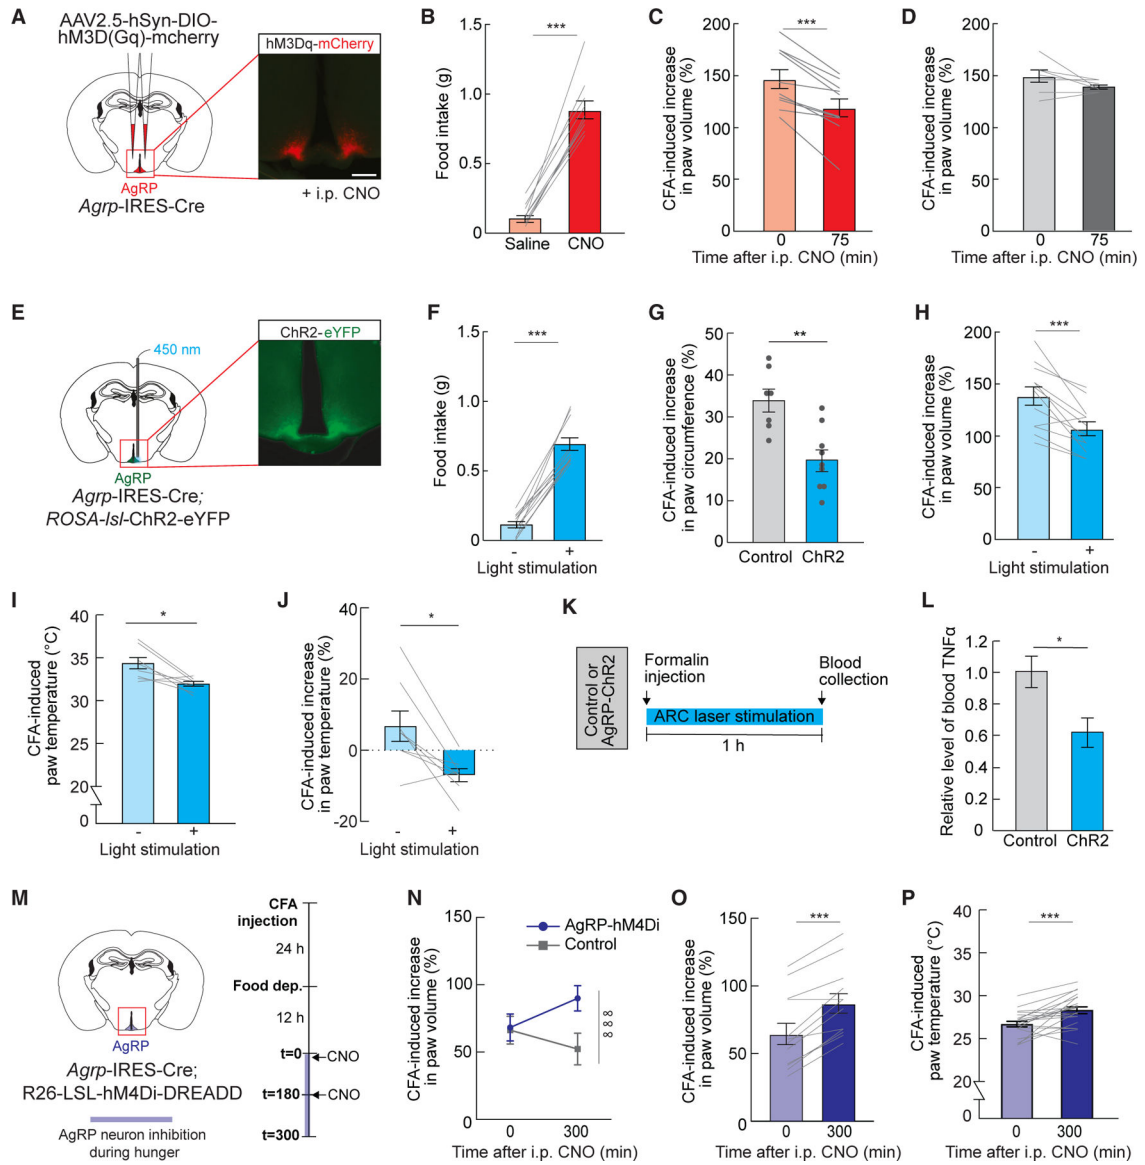 A
AAV2.5-hSyn-DIO-
hM3D(Gq)-mcherry
hM3Dq-mCherry
AgRP
Agrp-IRES-Cre
+ i.p. CNO
B
Food intake (g)
1.5
1.0
0.5
0
***
Saline
CNO
C
CFA-induced increase
in paw volume (%)
200
150
100
50
0
***
0
75
Time after i.p. CNO (min)
D
CFA-induced increase
in paw volume (%)
200
150
100
50
0
0
75
Time after i.p. CNO (min)
E
450 nm
ChR2-eYFP
AgRP
Agrp-IRES-Cre;
ROSA-lsl-ChR2-eYFP
F
Food intake (g)
1.5
1.0
0.5
0
***
-
+
Light stimulation
G
CFA-induced increase
in paw circumference (%)
50
40
30
20
10
0
**
Control
ChR2
H
CFA-induced increase
in paw volume (%)
200
150
100
50
0
***
-
+
Light stimulation
I
CFA-induced
paw temperature (°C)
40
35
30
25
20
0
*
-
+
Light stimulation
J
CFA-induced increase
in paw temperature (%)
40
20
0
-20
*
-
+
Light stimulation
K
Control or
AgRP-ChR2
Formalin
injection
Blood
collection
ARC laser stimulation
1 h
L
Relative level of blood TNFα
1.2
1.0
0.8
0.6
0.4
0.2
0
*
Control
ChR2
M
AgRP
Agrp-IRES-Cre;
R26-LSL-hM4Di-DREADD
AgRP neuron inhibition
during hunger
CFA
injection
24 h
Food dep.
12 h
t=0
CNO
t=180
CNO
t=300
N
CFA-induced increase
in paw volume (%)
150
100
50
0
AgRP-hM4Di
Control
∞∞∞
0
300
Time after i.p. CNO (min)
O
CFA-induced increase
in paw volume (%)
150
100
50
0
***
0
300
Time after i.p. CNO (min)
P
CFA-induced
paw temperature (°C)
40
35
30
25
20
0
***
0
300
Time after i.p. CNO (min)